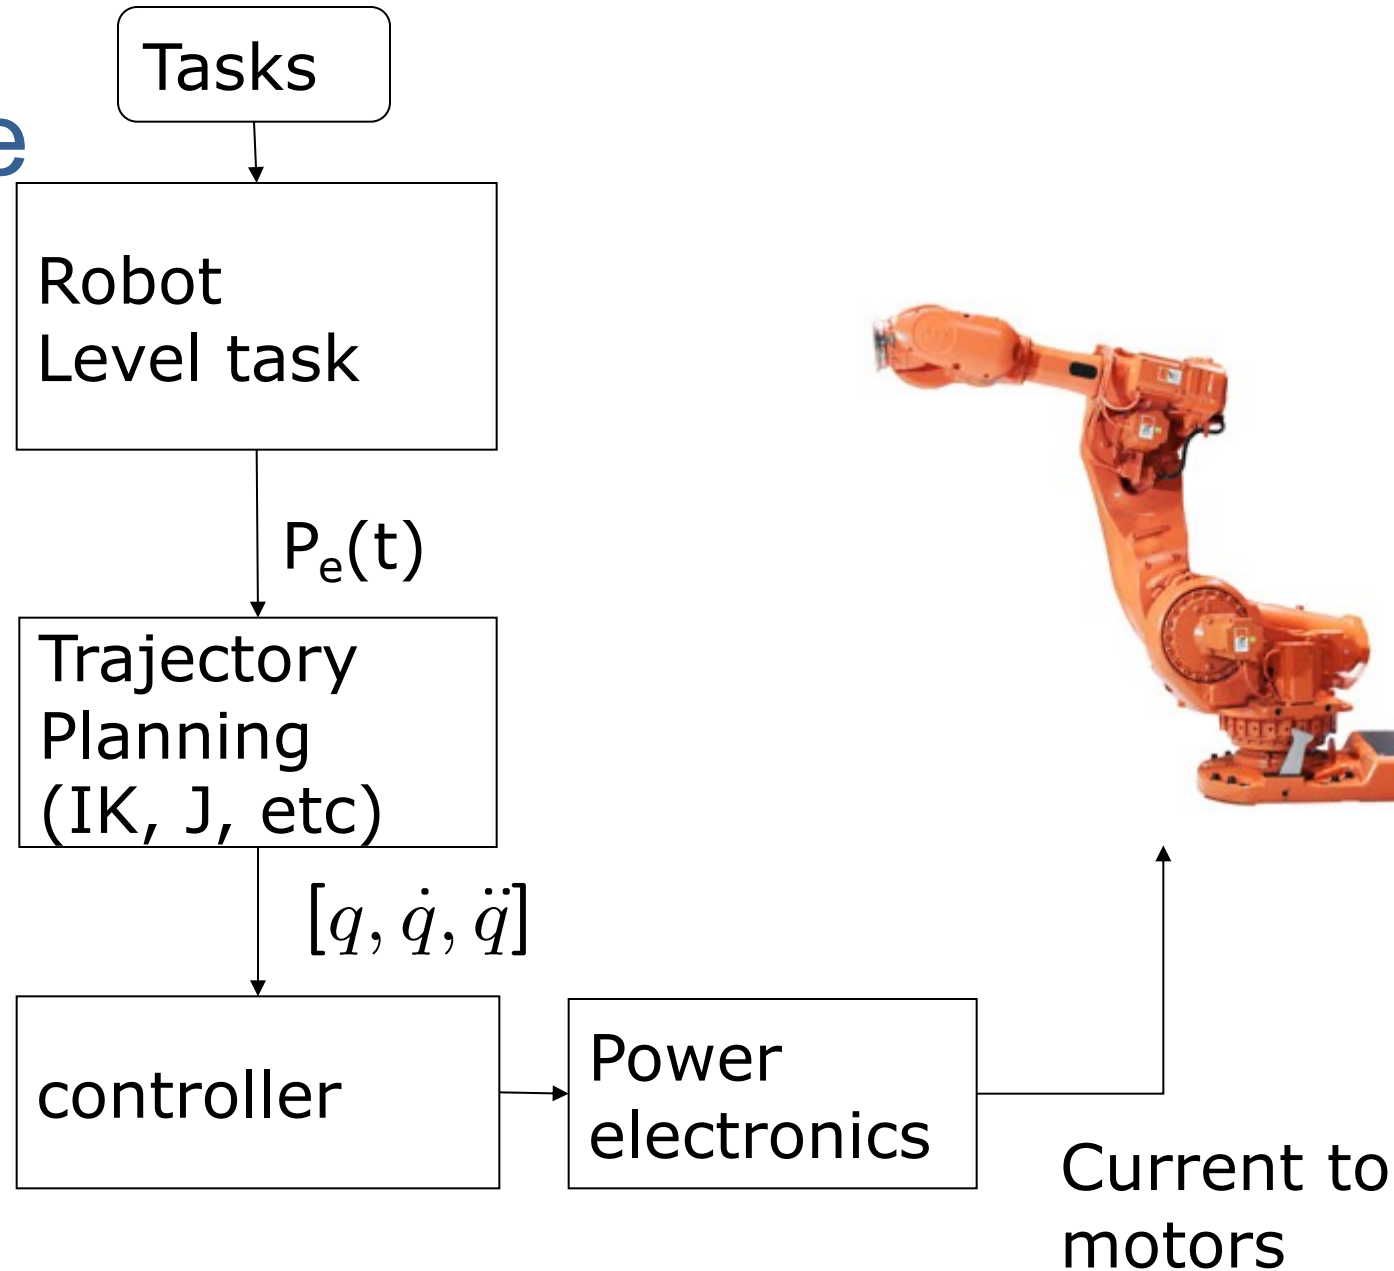 Tasks
e
Robot
Level task
Pₑ(t)
Trajectory
Planning
(IK, J, etc)
[q, q̇, q̈]
controller
Power
electronics
Current to
motors